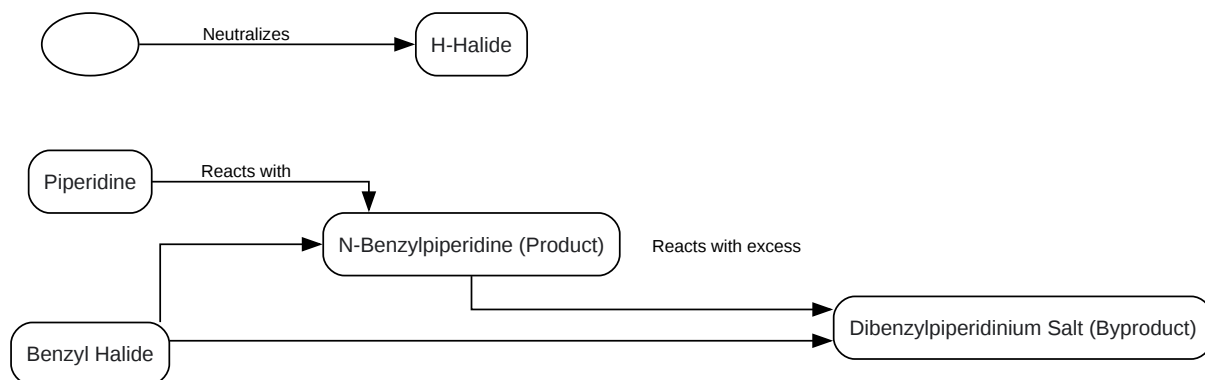 Neutralizes
H-Halide
Piperidine
Reacts with
N-Benzylpiperidine (Product)
Reacts with excess
Dibenzylpiperidinium Salt (Byproduct)
Benzyl Halide